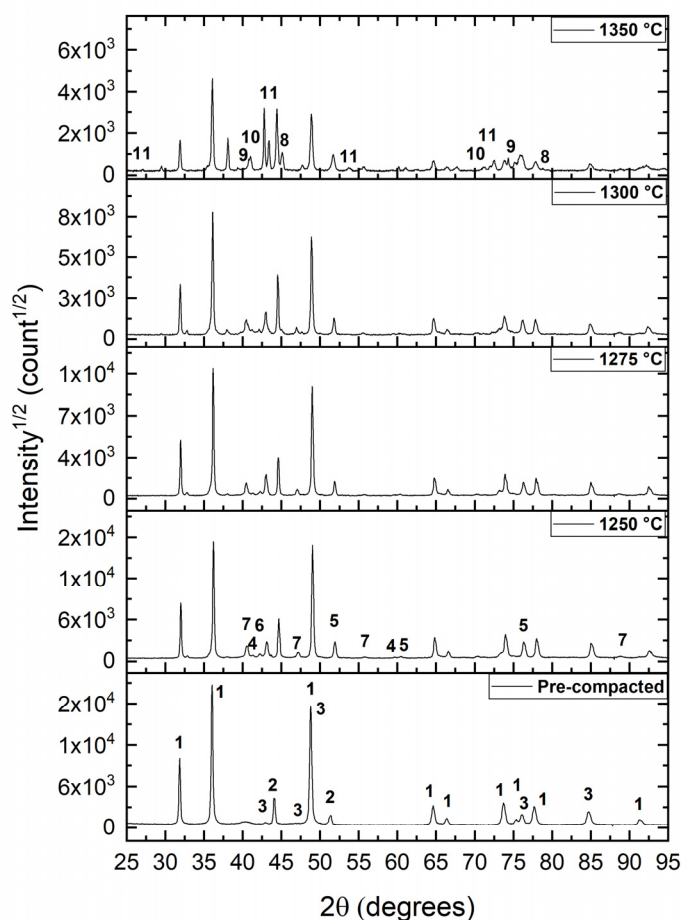 1350 °C
6x10³
4x10³
2x10³
0
11
10
9
11
8
11
10
11
9
8
1300 °C
8x10³
5x10³
3x10³
0
1275 °C
1x10⁴
7x10³
4x10³
0
1250 °C
2x10⁴
1x10⁴
6x10³
0
7
4
6
7
5
7
4
5
5
7
Pre-compacted
2x10⁴
1x10⁴
6x10³
0
1
1
3
2
3
1
3
2
1
1
1
1
3
1
3
1
25 30 35 40 45 50 55 60 65 70 75 80 85 90 95
2θ (degrees)
Intensity¹ᐟ² (count¹ᐟ²)